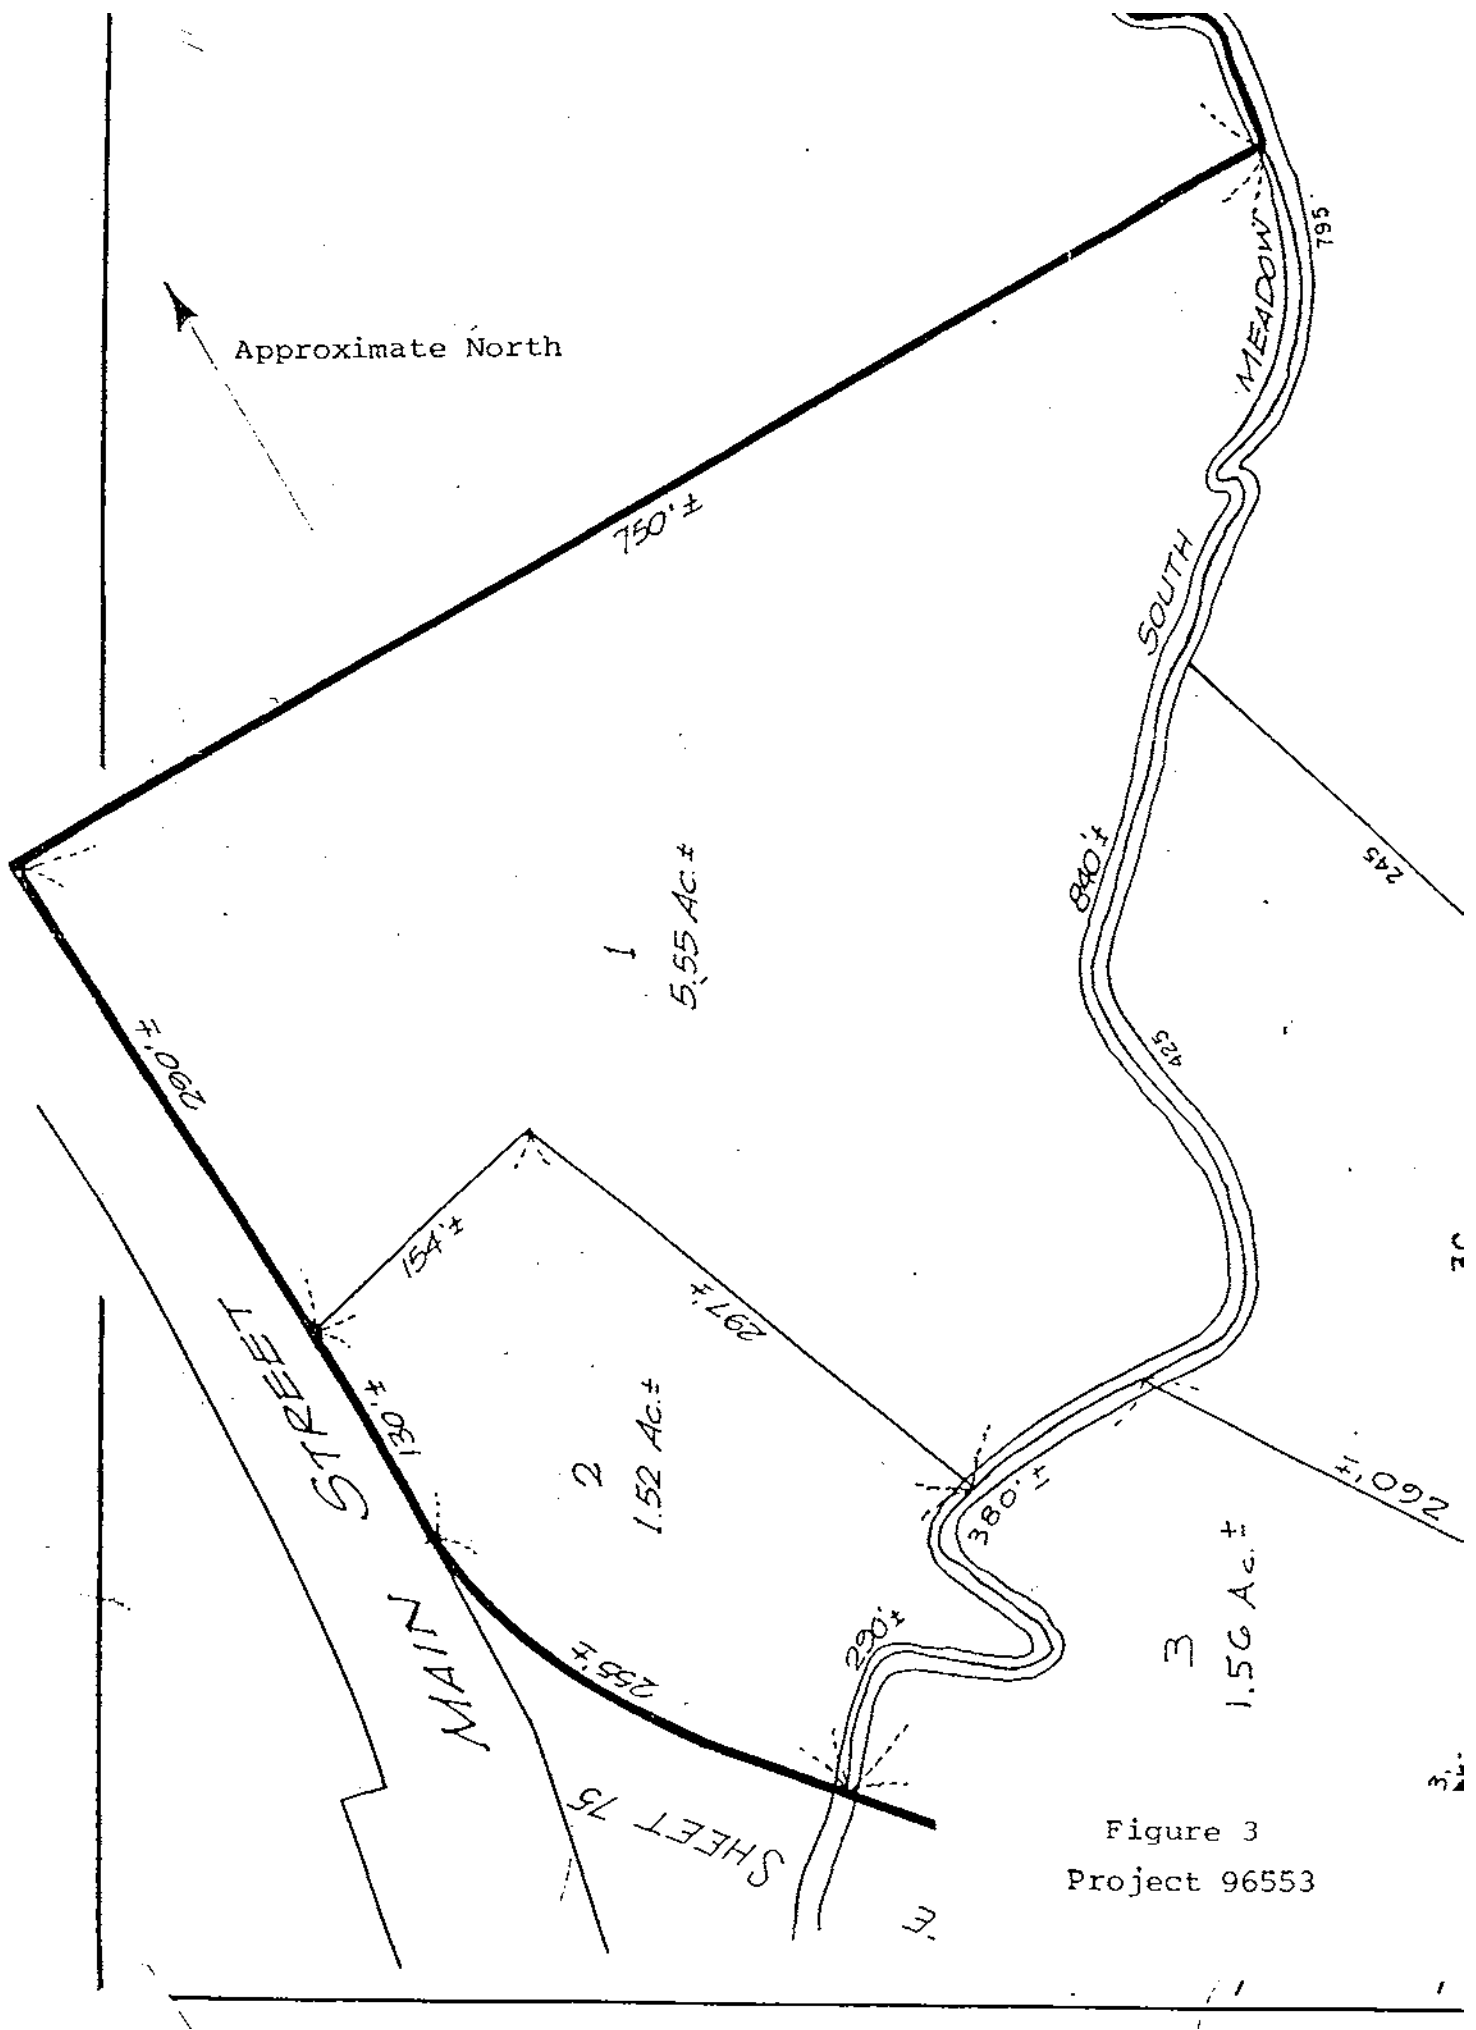 795'
MEADOW
Approximate North
750'±
SOUTH
840'±
245
1
5.55 Ac.±
290'±
425
154'±
297'±
STREET
130'±
2
1.52 Ac.±
380'±
260'±
3
1.56 Ac.±
MAIN
255'±
290'±
SHEET 75
Figure 3
Project 96553